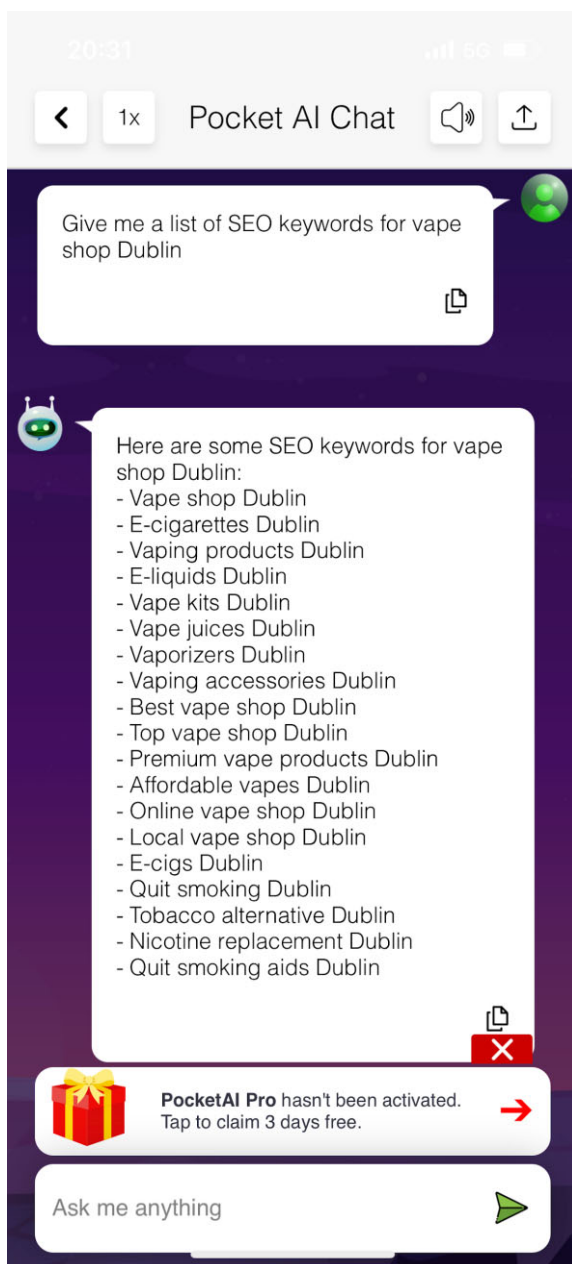 20:31
5G
1x
Pocket AI Chat
Give me a list of SEO keywords for vape
shop Dublin
Here are some SEO keywords for vape
shop Dublin:
- Vape shop Dublin
- E-cigarettes Dublin
- Vaping products Dublin
- E-liquids Dublin
- Vape kits Dublin
- Vape juices Dublin
- Vaporizers Dublin
- Vaping accessories Dublin
- Best vape shop Dublin
- Top vape shop Dublin
- Premium vape products Dublin
- Affordable vapes Dublin
- Online vape shop Dublin
- Local vape shop Dublin
- E-cigs Dublin
- Quit smoking Dublin
- Tobacco alternative Dublin
- Nicotine replacement Dublin
- Quit smoking aids Dublin
PocketAI Pro hasn't been activated.
Tap to claim 3 days free.
Ask me anything